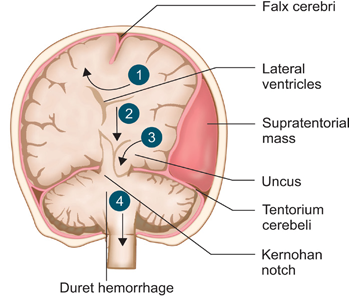 Falx cerebri
1
Lateral
ventricles
2
Supratentorial
mass
3
Uncus
Tentorium
cerebeli
4
Kernohan
notch
Duret hemorrhage